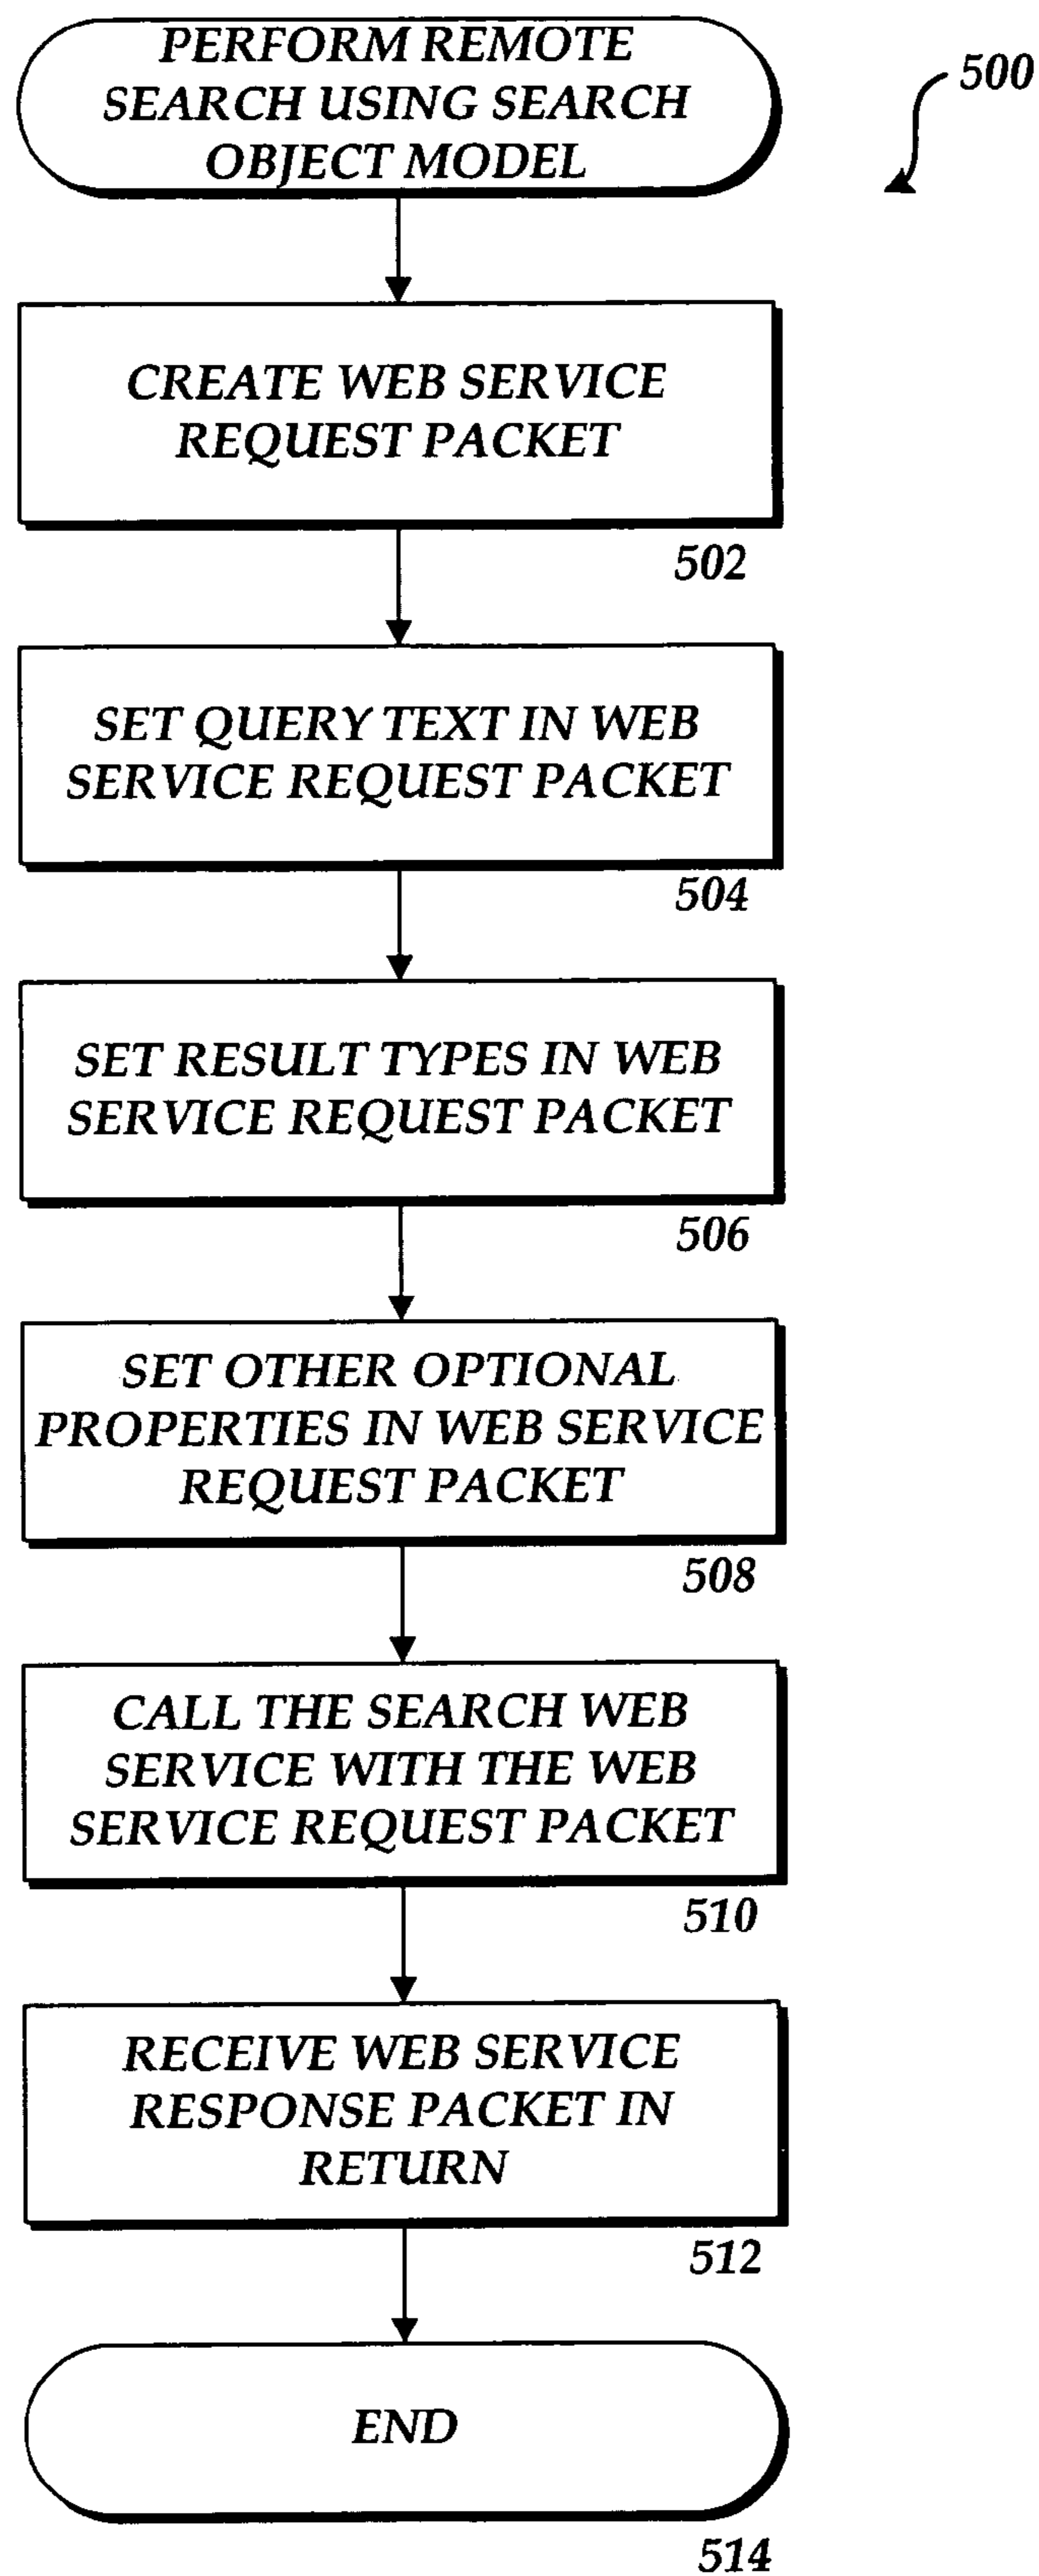 PERFORM REMOTE
SEARCH USING SEARCH
OBJECT MODEL
500
CREATE WEB SERVICE
REQUEST PACKET
502
SET QUERY TEXT IN WEB
SERVICE REQUEST PACKET
504
SET RESULT TYPES IN WEB
SERVICE REQUEST PACKET
506
SET OTHER OPTIONAL
PROPERTIES IN WEB SERVICE
REQUEST PACKET
508
CALL THE SEARCH WEB
SERVICE WITH THE WEB
SERVICE REQUEST PACKET
510
RECEIVE WEB SERVICE
RESPONSE PACKET IN
RETURN
512
END
514